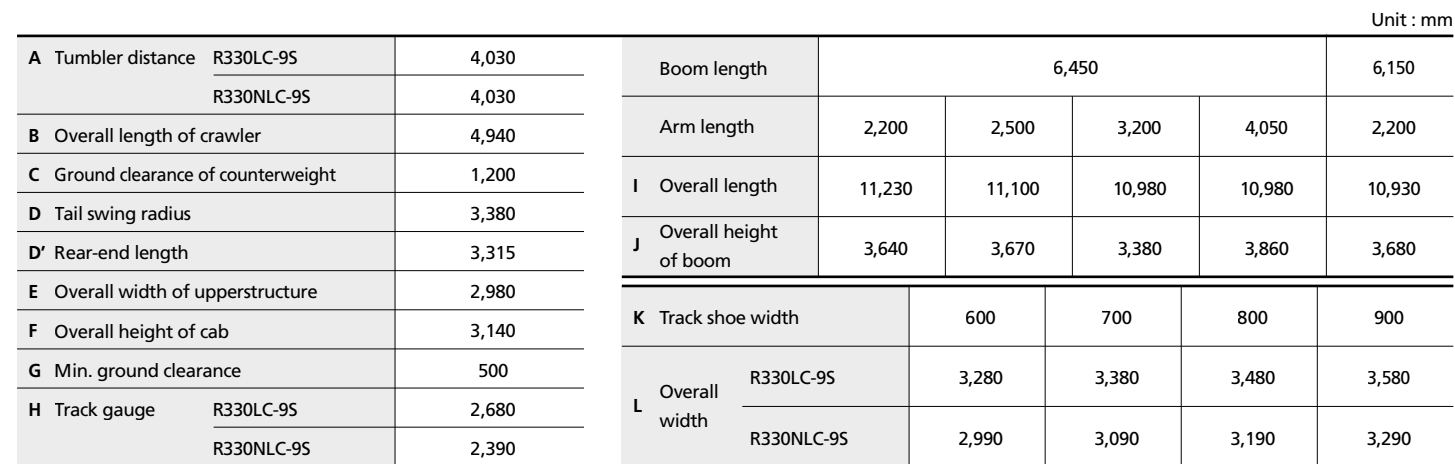 Unit : mm
A Tumbler distance R330LC-9S 4,030
R330NLC-9S 4,030
B Overall length of crawler 4,940
C Ground clearance of counterweight 1,200
D Tail swing radius 3,380
D' Rear-end length 3,315
E Overall width of upperstructure 2,980
F Overall height of cab 3,140
G Min. ground clearance 500
H Track gauge R330LC-9S 2,680
R330NLC-9S 2,390
Boom length 6,450 6,150
Arm length 2,200 2,500 3,200 4,050 2,200
I Overall length 11,230 11,100 10,980 10,980 10,930
J Overall height
of boom 3,640 3,670 3,380 3,860 3,680
K Track shoe width 600 700 800 900
L Overall
width R330LC-9S 3,280 3,380 3,480 3,580
R330NLC-9S 2,990 3,090 3,190 3,290